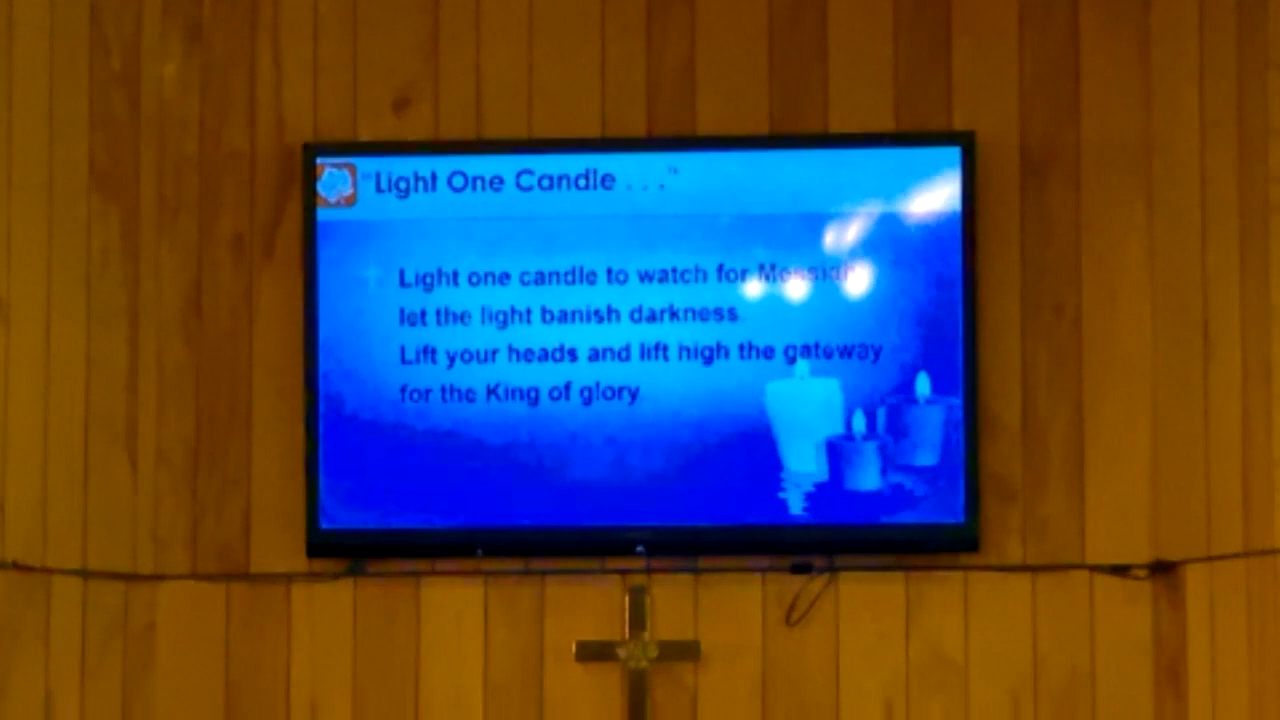 "Light One Candle . . ."
Light one candle to watch for Messiah
let the light banish darkness.
Lift your heads and lift high the gateway
for the King of glory.